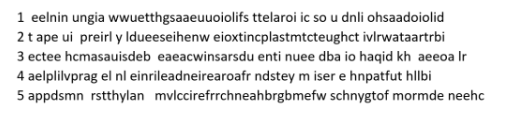 1 eelnin ungia wwuetthgsaaeuuoiolifs ttelaroi ic so u dnli ohsaadoiolid
2 t ape ui preirl y ldueeseihenw eioxtincplastmtcteughct ivlrwataartrbi
3 ectee hcmasauisdeb eaeacwinsarsdu enti nuee dba io haqid kh aeeoa lr
4 aelplilvprag el nl einrileadneirearoafr ndstey m iser e hnpatfut hllbi
5 appdsmn rstthylan mvlccirefrrchneahbrgbmefw schnygtof mormde neehc